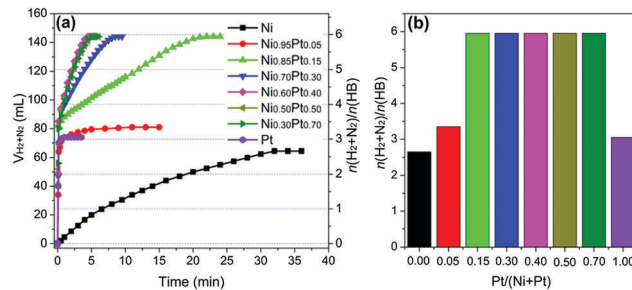 (a)
160
140
120
100
80
60
40
20
0
V H2+N2 (mL)
0 5 10 15 20 25 30 35 40
Time (min)
Ni
Ni0.95Pt0.05
Ni0.85Pt0.15
Ni0.70Pt0.30
Ni0.60Pt0.40
Ni0.50Pt0.50
Ni0.30Pt0.70
Pt
6
5
4
3
2
1
0
n(H2+N2)/n(HB)
(b)
6
5
4
3
2
1
0
n(H2+N2)/n(HB)
0.00 0.05 0.15 0.30 0.40 0.50 0.70 1.00
Pt/(Ni+Pt)